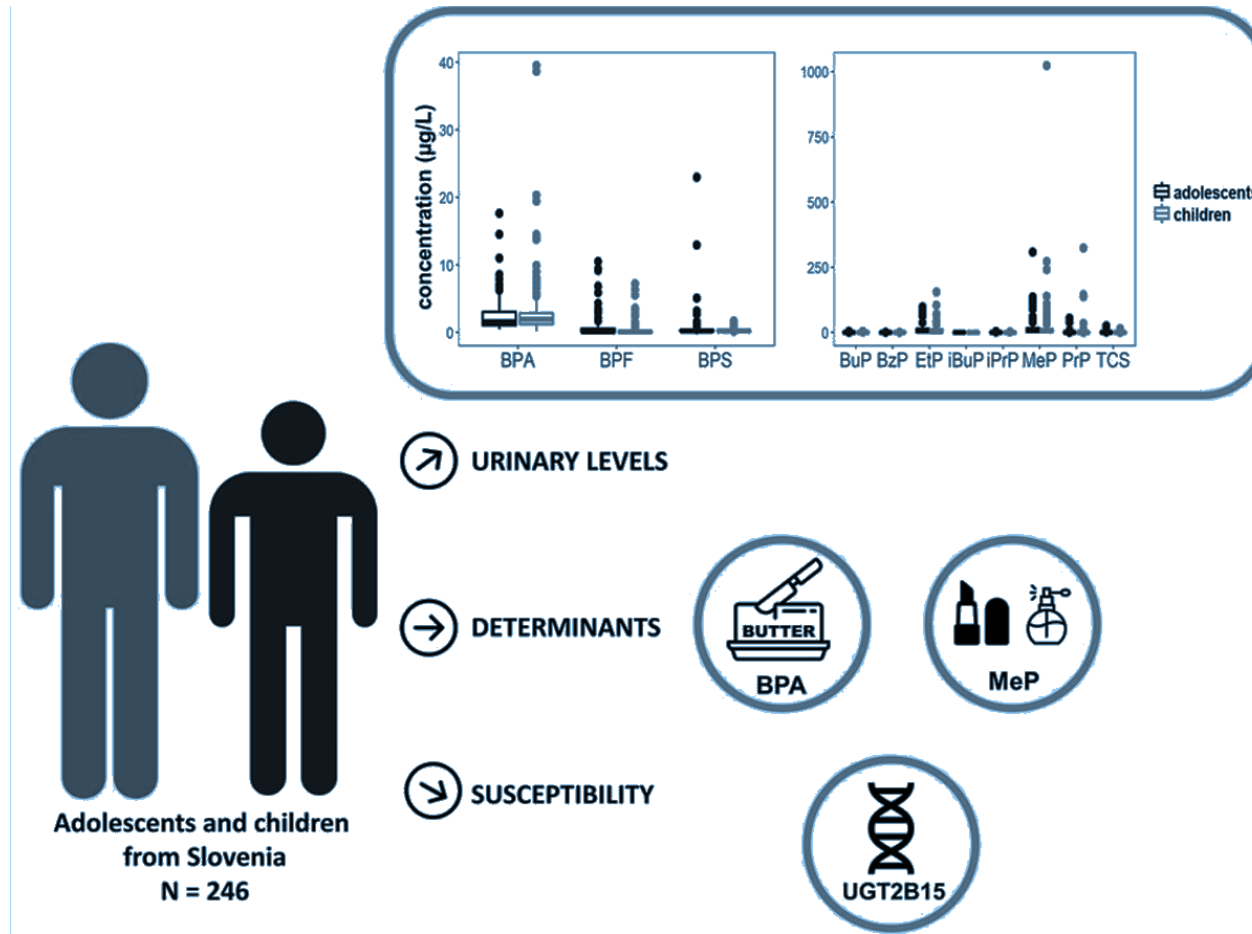 concentration (µg/L)
40
30
20
10
0
BPA BPF BPS
1000
750
500
250
0
BuP BzP EtP iBuP iPrP MeP PrP TCS
adolescents
children
URINARY LEVELS
DETERMINANTS
BUTTER
BPA
MeP
SUSCEPTIBILITY
UGT2B15
Adolescents and children
from Slovenia
N = 246